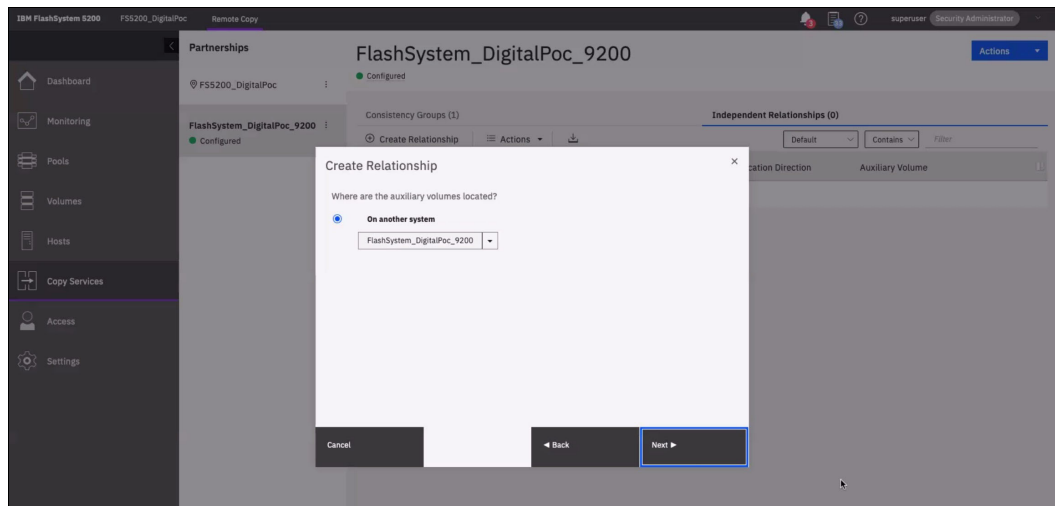 IBM FlashSystem 5200 FS5200_DigitalPoc Remote Copy superuser Security Administrator
Partnerships
FS5200_DigitalPoc
FlashSystem_DigitalPoc_9200
Configured
Dashboard
Monitoring
Pools
Volumes
Hosts
Copy Services
Access
Settings
FlashSystem_DigitalPoc_9200
Configured
Actions
Consistency Groups (1) Independent Relationships (0)
Create Relationship Actions Default Contains Filter
cation Direction Auxiliary Volume
Create Relationship
Where are the auxiliary volumes located?
On another system
FlashSystem_DigitalPoc_9200
Cancel Back Next